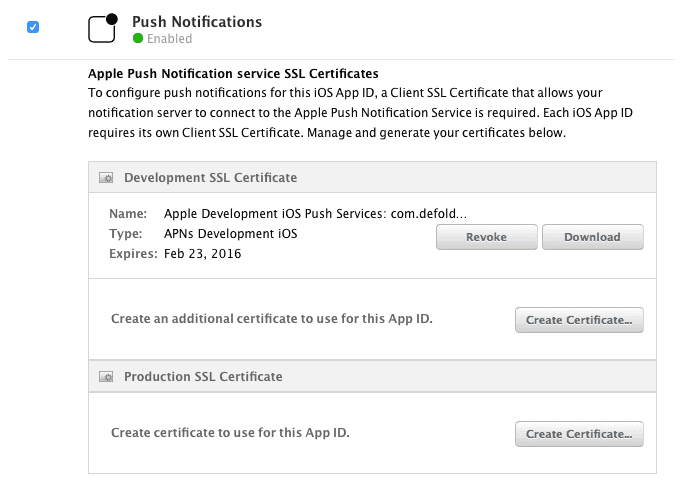 Push Notifications
Enabled
Apple Push Notification service SSL Certificates
To configure push notifications for this iOS App ID, a Client SSL Certificate that allows your
notification server to connect to the Apple Push Notification Service is required. Each iOS App ID
requires its own Client SSL Certificate. Manage and generate your certificates below.
Development SSL Certificate
Name: Apple Development iOS Push Services: com.defold...
Type: APNs Development iOS
Expires: Feb 23, 2016
Revoke Download
Create an additional certificate to use for this App ID. Create Certificate...
Production SSL Certificate
Create certificate to use for this App ID. Create Certificate...